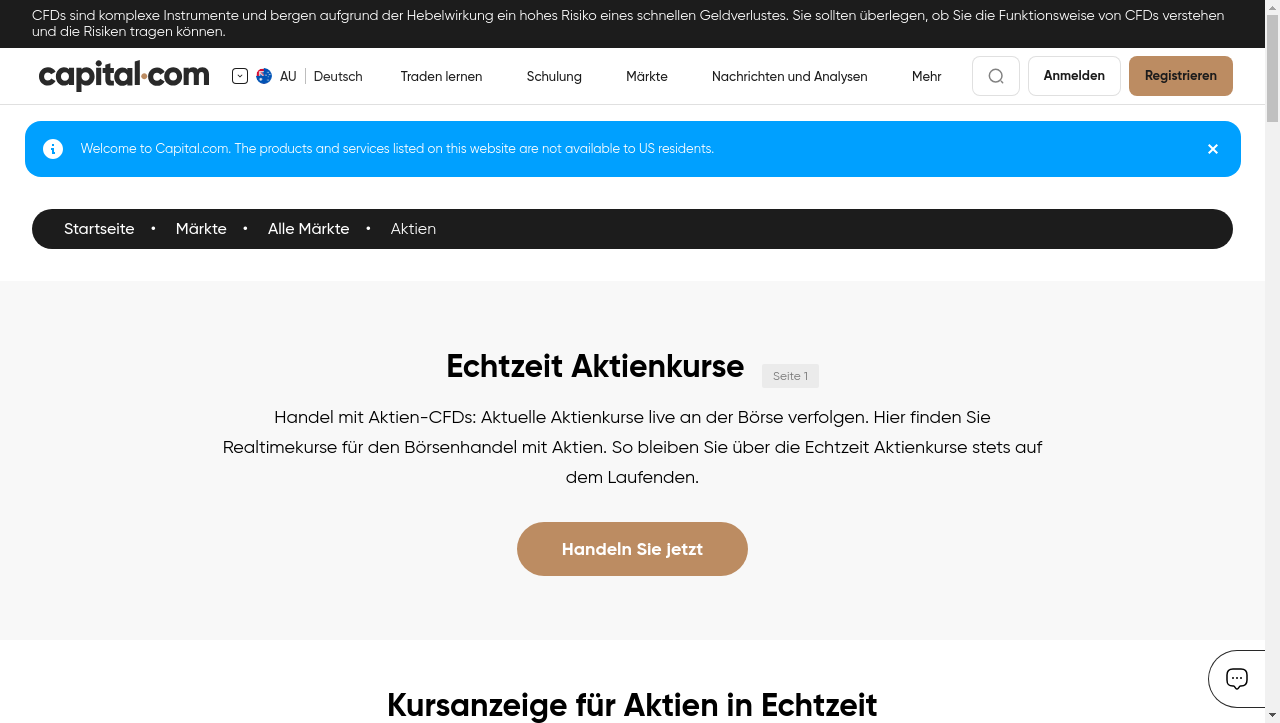 CFDs sind komplexe Instrumente und bergen aufgrund der Hebelwirkung ein hohes Risiko eines schnellen Geldverlustes. Sie sollten überlegen, ob Sie die Funktionsweise von CFDs verstehen
und die Risiken tragen können.
capital.com
AU
Deutsch
Traden lernen
Schulung
Märkte
Nachrichten und Analysen
Mehr
Anmelden
Registrieren
Welcome to Capital.com. The products and services listed on this website are not available to US residents.
Startseite • Märkte • Alle Märkte • Aktien
Echtzeit Aktienkurse
Seite 1
Handel mit Aktien-CFDs: Aktuelle Aktienkurse live an der Börse verfolgen. Hier finden Sie
Realtimekurse für den Börsenhandel mit Aktien. So bleiben Sie über die Echtzeit Aktienkurse stets auf
dem Laufenden.
Handeln Sie jetzt
Kursanzeige für Aktien in Echtzeit